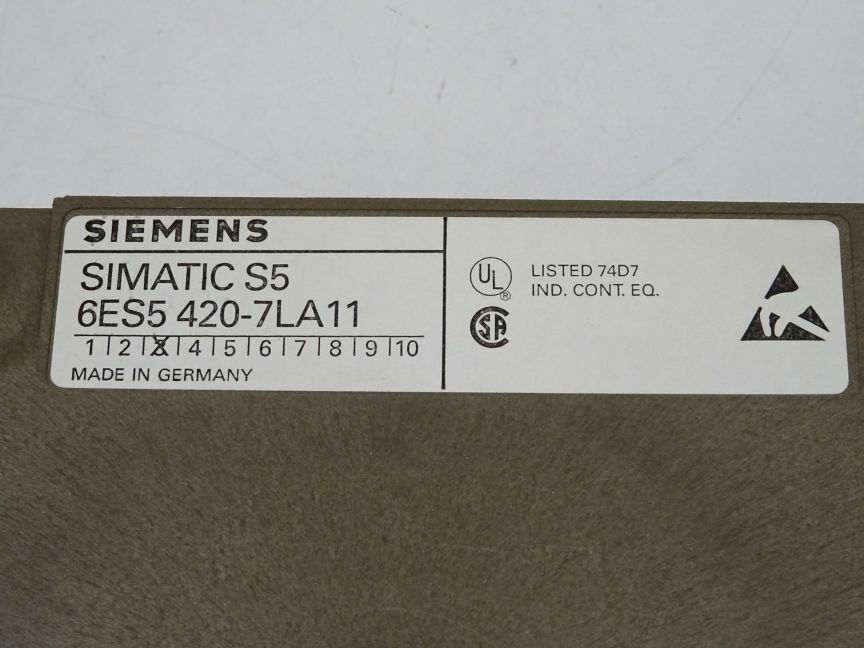 SIEMENS
SIMATIC S5
6ES5 420-7LA11
1 | 2 | X | 4 | 5 | 6 | 7 | 8 | 9 | 10
MADE IN GERMANY
UL ®
LISTED 74D7
IND. CONT. EQ.
SA